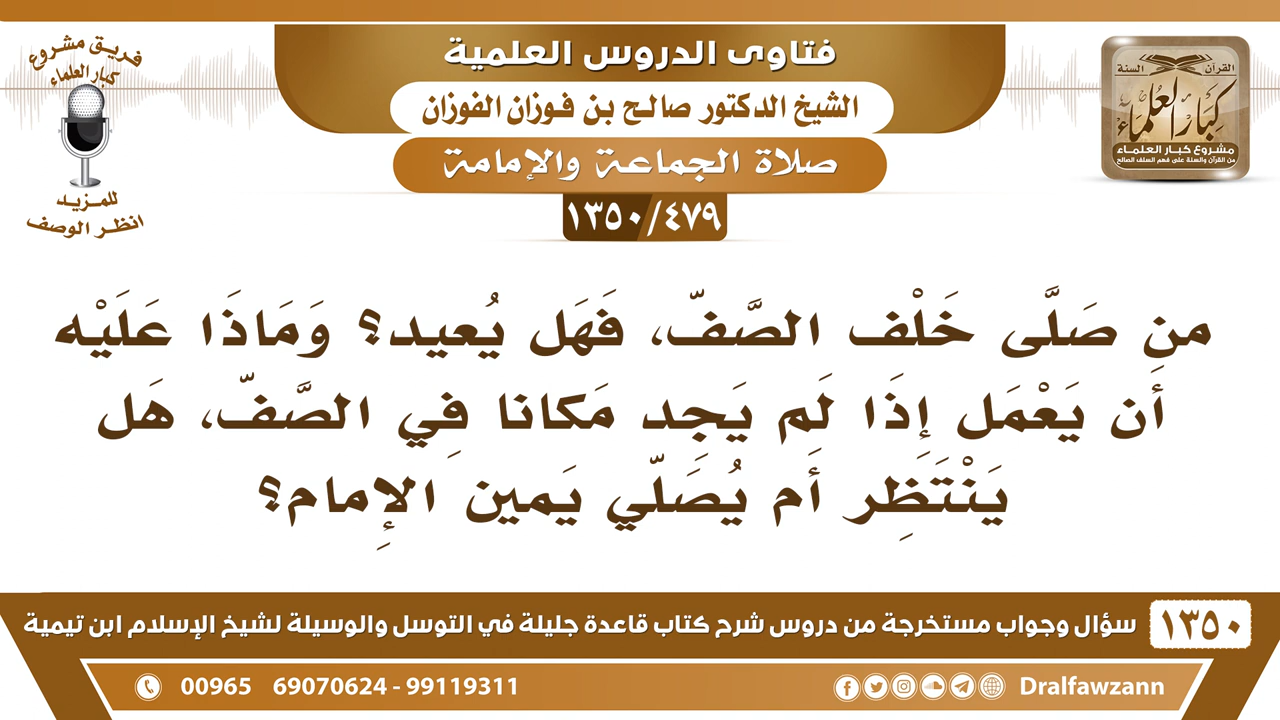 فريق مشروع
كبار العلماء
للمزيد
انظر الوصف
فتاوى الدروس العلمية
الشيخ الدكتور صالح بن فوزان الفوزان
صلاة الجماعة والإمامة
١٣٥٠/٤٧٩
القرآن السنة
كبار العلماء
مشروع كبار العلماء
من القرآن والسنة على فهم السلف الصالح
منِ صَلَّى خَلْف الصَّفّ، فَهَل يُعيد؟ وَمَاذَا عَلَيْه
أَن يَعْمَل إِذَا لَم يَجِد مَكانا فِي الصَّفّ، هَل
يَنْتَظِر أَم يُصَلّي يَمين الإِمام؟
١٣٥٠ سؤال وجواب مستخرجة من دروس شرح كتاب قاعدة جليلة في التوسل والوسيلة لشيخ الإسلام ابن تيمية
00965 69070624 - 99119311
Dralfawzann